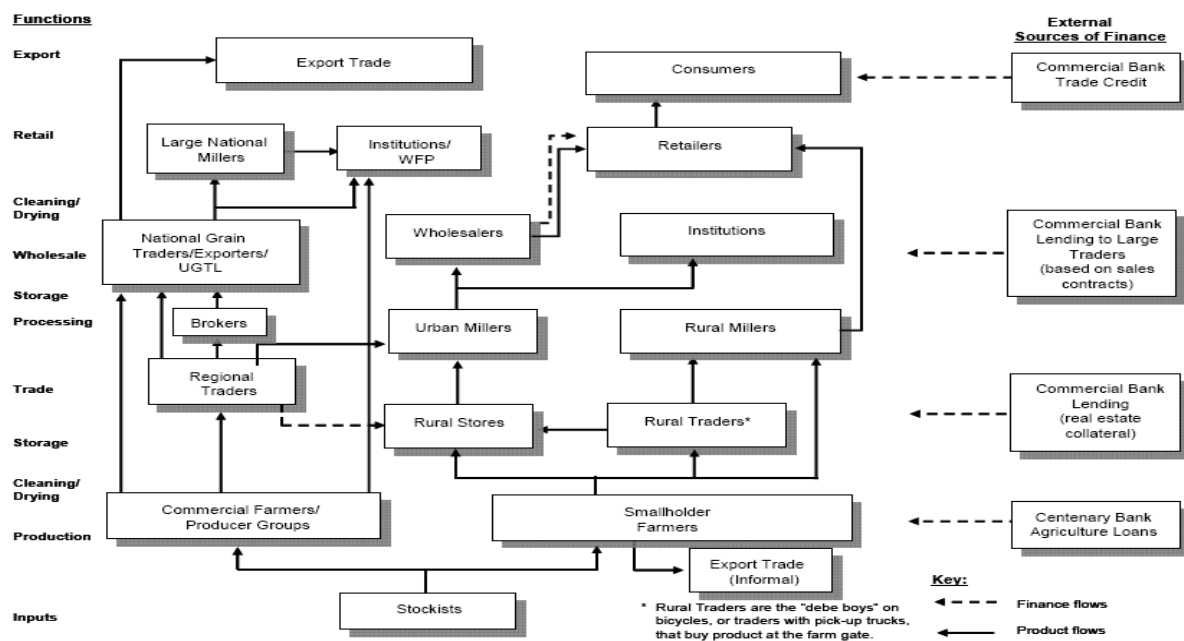 Functions
External
Sources of Finance
Export
Export Trade
Consumers
Commercial Bank
Trade Credit
Retail
Large National
Millers
Institutions/
WFP
Retailers
Cleaning/
Drying
Wholesale
National Grain
Traders/Exporters/
UGTL
Wholesalers
Institutions
Commercial Bank
Lending to Large
Traders
(based on sales
contracts)
Storage
Processing
Brokers
Urban Millers
Rural Millers
Trade
Regional
Traders
Commercial Bank
Lending
(real estate
collateral)
Storage
Rural Stores
Rural Traders*
Cleaning/
Drying
Production
Commercial Farmers/
Producer Groups
Smallholder
Farmers
Centenary Bank
Agriculture Loans
Export Trade
(Informal)
Inputs
Stockists
* Rural Traders are the "debe boys" on
bicycles, or traders with pick-up trucks,
that buy product at the farm gate.
Key:
Finance flows
Product flows